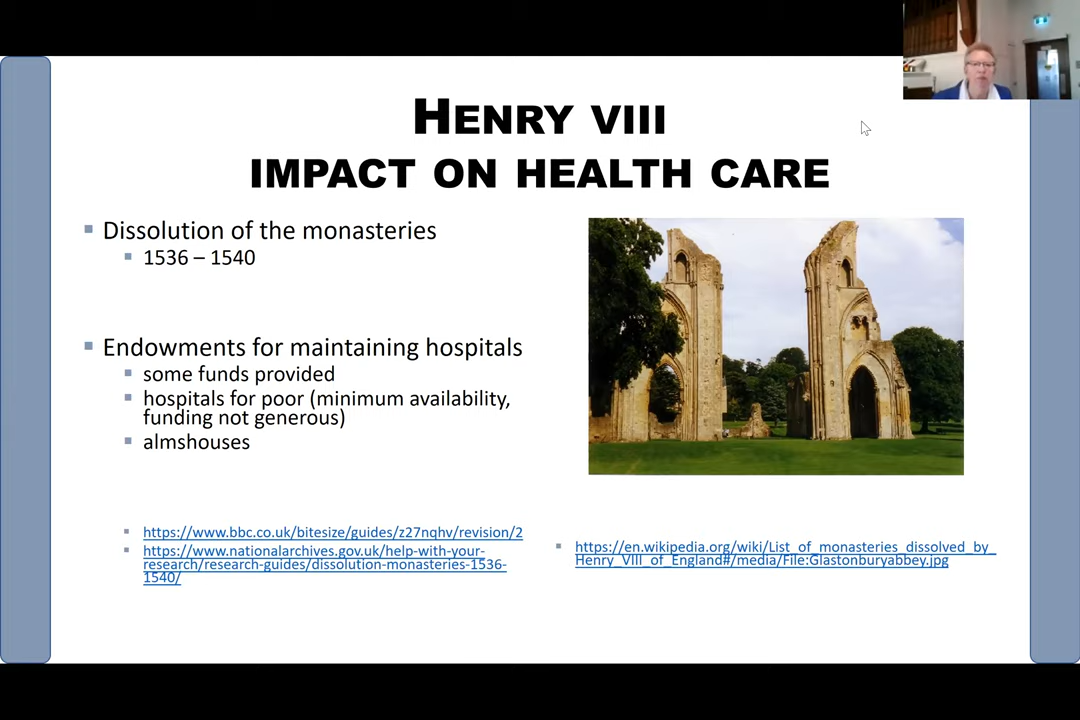 HENRY VIII
IMPACT ON HEALTH CARE
Dissolution of the monasteries
1536 – 1540
Endowments for maintaining hospitals
some funds provided
hospitals for poor (minimum availability,
funding not generous)
almshouses
https://www.bbc.co.uk/bitesize/guides/z27nqhv/revision/2
https://www.nationalarchives.gov.uk/help-with-your-
research/research-guides/dissolution-monasteries-1536-
1540/
https://en.wikipedia.org/wiki/List_of_monasteries_dissolved_by_
Henry_VIII_of_England#/media/File:Glastonburyabbey.jpg